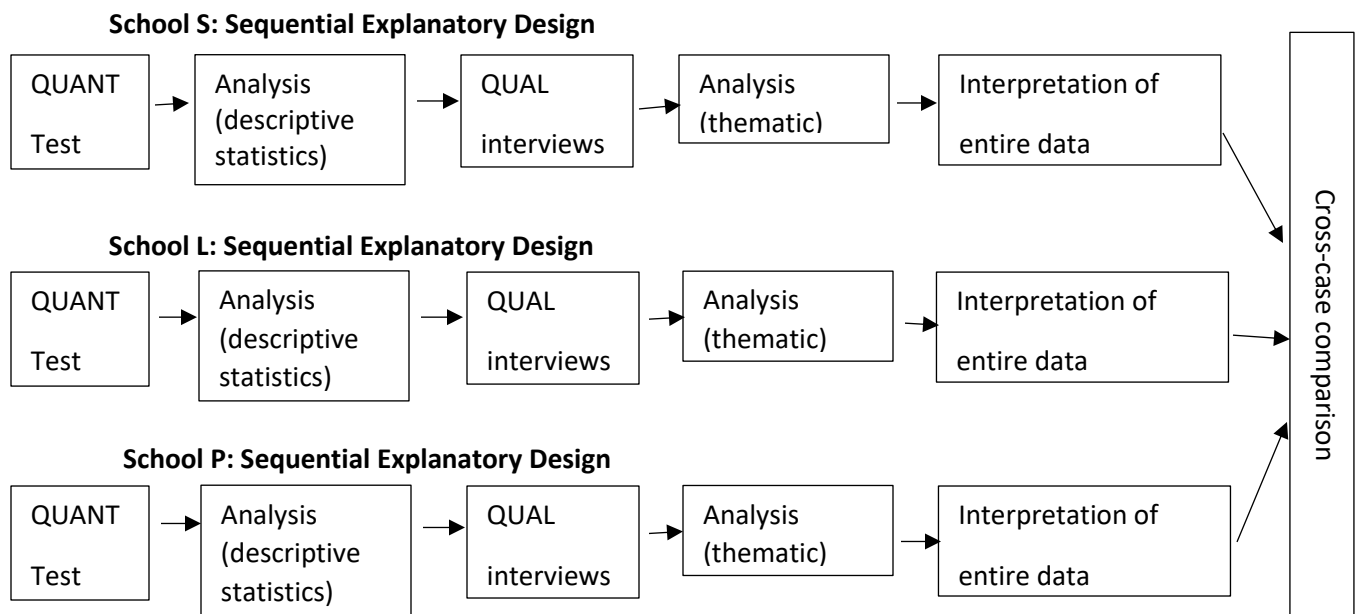 School S: Sequential Explanatory Design
QUANT
Test
Analysis
(descriptive
statistics)
QUAL
interviews
Analysis
(thematic)
Interpretation of
entire data
School L: Sequential Explanatory Design
QUANT
Test
Analysis
(descriptive
statistics)
QUAL
interviews
Analysis
(thematic)
Interpretation of
entire data
School P: Sequential Explanatory Design
QUANT
Test
Analysis
(descriptive
statistics)
QUAL
interviews
Analysis
(thematic)
Interpretation of
entire data
Cross-case comparison